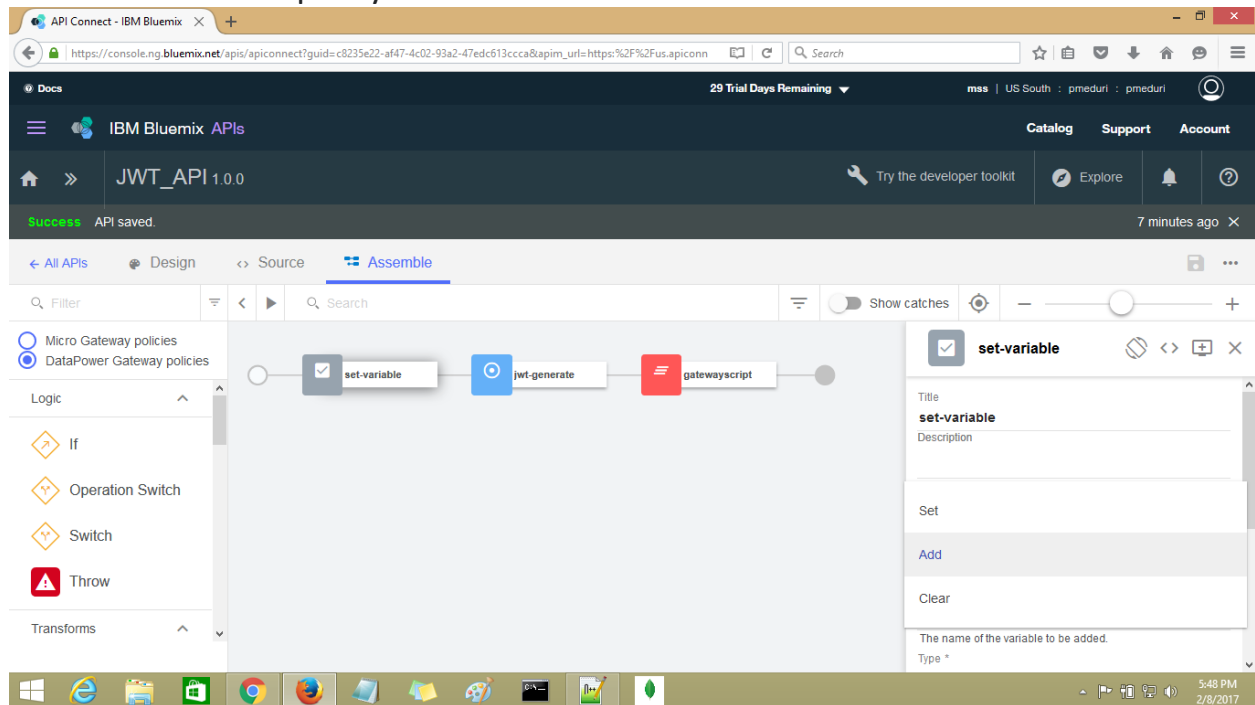 API Connect - IBM Bluemix
https://console.ng.bluemix.net/apis/apiconnect?guid=c8235e22-af47-4c02-93a2-47edc613ccca&apim_url=https:%2F%2Fus.apiconn
Search
Docs
29 Trial Days Remaining
mss | US South : pmeduri : pmeduri
IBM Bluemix APIs
Catalog Support Account
JWT_API 1.0.0
Try the developer toolkit
Explore
Success API saved.
7 minutes ago
← All APIs
Design
<> Source
Assemble
Filter
Search
Show catches
Micro Gateway policies
DataPower Gateway policies
Logic
If
Operation Switch
Switch
Throw
Transforms
set-variable
jwt-generate
gatewayscript
set-variable
Title
set-variable
Description
Set
Add
Clear
The name of the variable to be added.
Type *
5:48 PM
2/8/2017